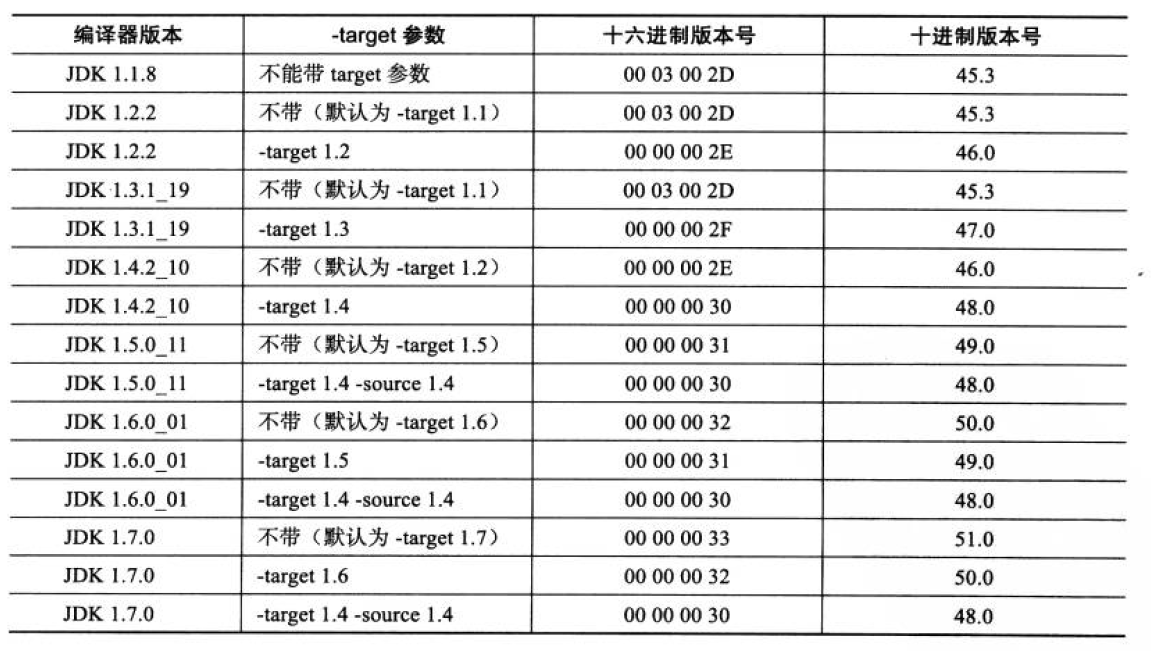 编译器版本 -target 参数 十六进制版本号 十进制版本号
JDK 1.1.8 不能带 target 参数 00 03 00 2D 45.3
JDK 1.2.2 不带（默认为 -target 1.1） 00 03 00 2D 45.3
JDK 1.2.2 -target 1.2 00 00 00 2E 46.0
JDK 1.3.1_19 不带（默认为 -target 1.1） 00 03 00 2D 45.3
JDK 1.3.1_19 -target 1.3 00 00 00 2F 47.0
JDK 1.4.2_10 不带（默认为 -target 1.2） 00 00 00 2E 46.0
JDK 1.4.2_10 -target 1.4 00 00 00 30 48.0
JDK 1.5.0_11 不带（默认为 -target 1.5） 00 00 00 31 49.0
JDK 1.5.0_11 -target 1.4 -source 1.4 00 00 00 30 48.0
JDK 1.6.0_01 不带（默认为 -target 1.6） 00 00 00 32 50.0
JDK 1.6.0_01 -target 1.5 00 00 00 31 49.0
JDK 1.6.0_01 -target 1.4 -source 1.4 00 00 00 30 48.0
JDK 1.7.0 不带（默认为 -target 1.7） 00 00 00 33 51.0
JDK 1.7.0 -target 1.6 00 00 00 32 50.0
JDK 1.7.0 -target 1.4 -source 1.4 00 00 00 30 48.0